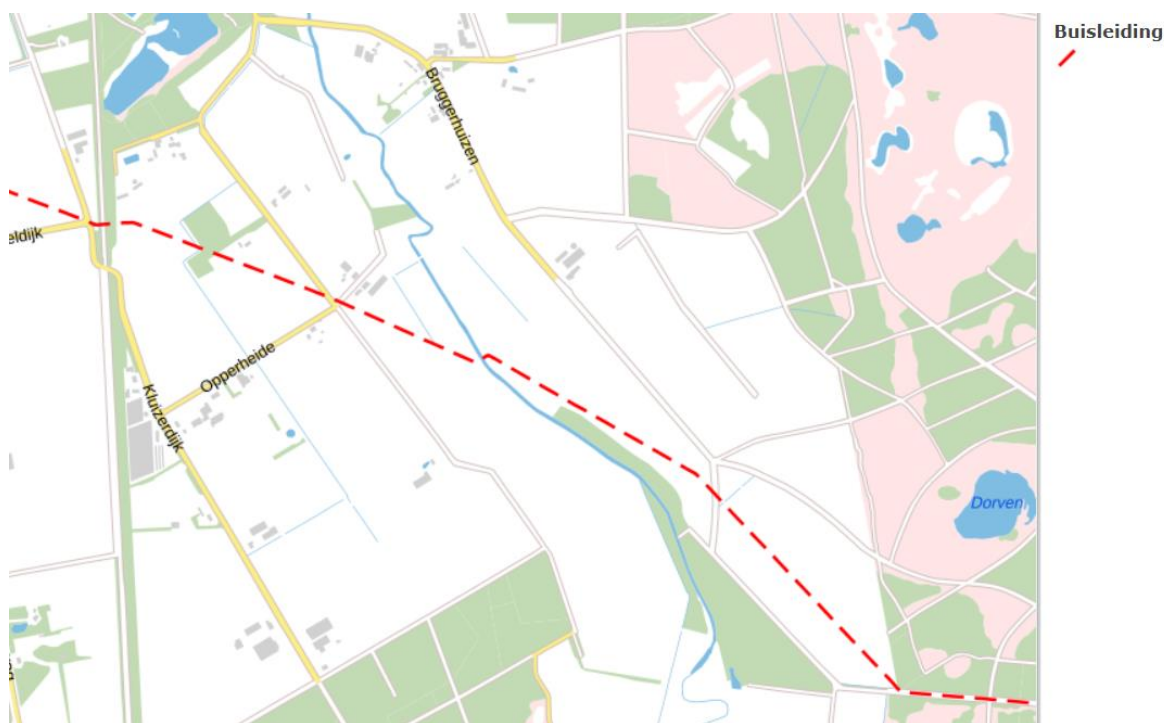 Buisleiding
Bruggerhuizen
eldijk
Opperheide
Kluizerdijk
Dorven